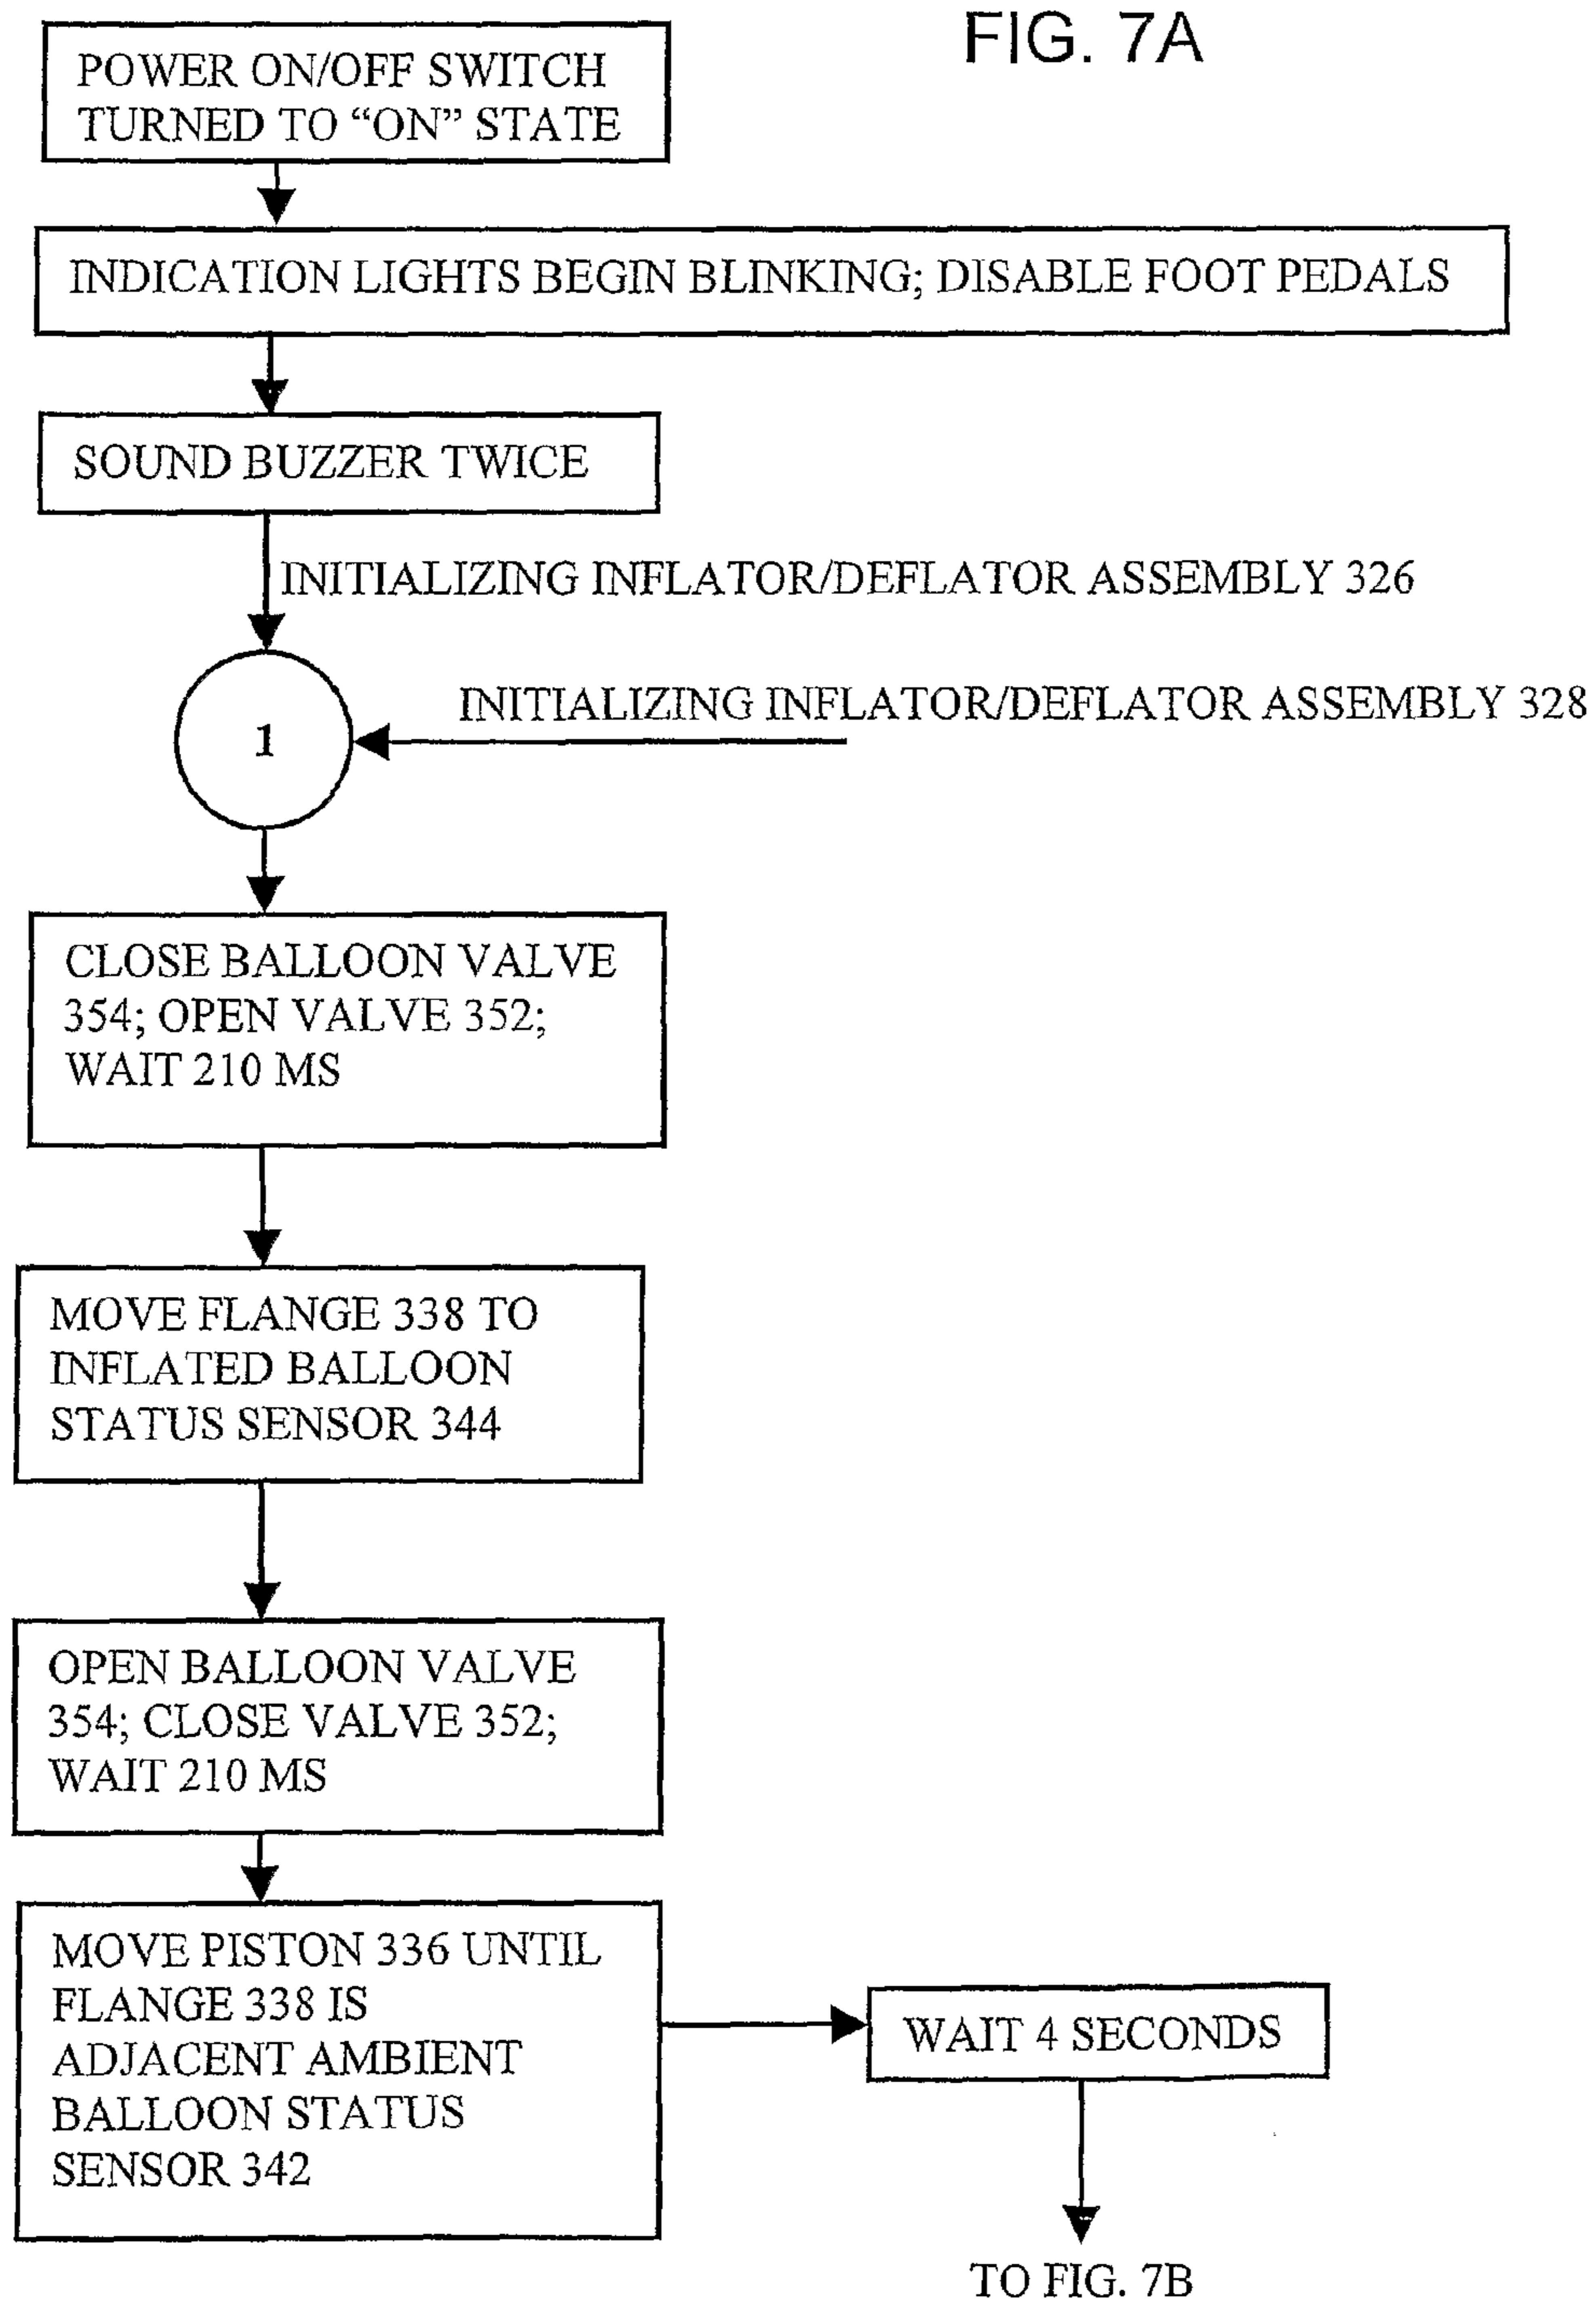 FIG. 7A
POWER ON/OFF SWITCH
TURNED TO “ON” STATE
INDICATION LIGHTS BEGIN BLINKING; DISABLE FOOT PEDALS
SOUND BUZZER TWICE
INITIALIZING INFLATOR/DEFLATOR ASSEMBLY 326
INITIALIZING INFLATOR/DEFLATOR ASSEMBLY 328
1
CLOSE BALLOON VALVE
354; OPEN VALVE 352;
WAIT 210 MS
MOVE FLANGE 338 TO
INFLATED BALLOON
STATUS SENSOR 344
OPEN BALLOON VALVE
354; CLOSE VALVE 352;
WAIT 210 MS
MOVE PISTON 336 UNTIL
FLANGE 338 IS
ADJACENT AMBIENT
BALLOON STATUS
SENSOR 342
WAIT 4 SECONDS
TO FIG. 7B